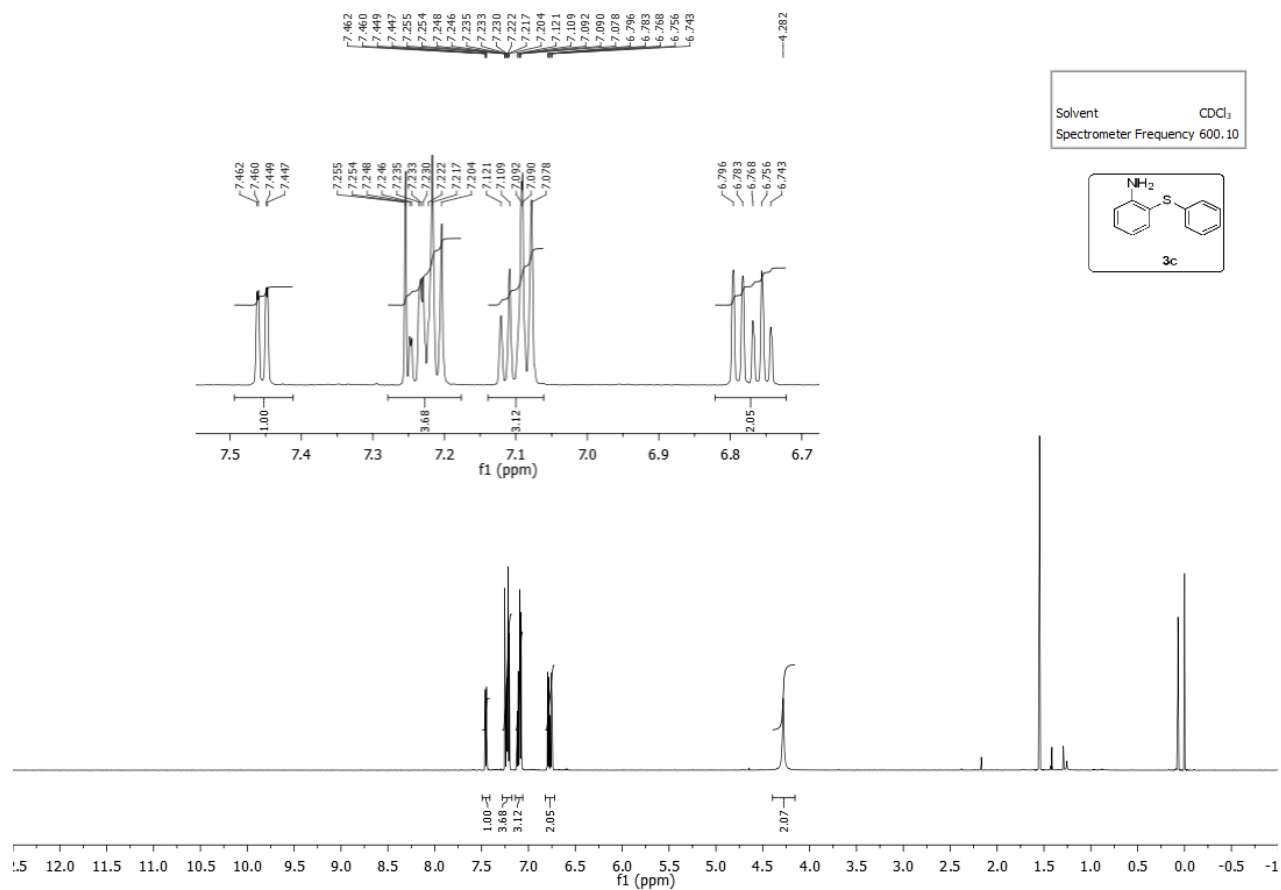 7.462 7.460 7.449 7.447 7.255 7.254 7.248 7.246 7.235 7.233 7.230 7.222 7.217 7.204 7.121 7.109 7.092 7.090 7.078 6.796 6.783 6.768 6.756 6.743 4.282
Solvent CDCl₃
Spectrometer Frequency 600.10
NH₂
S
3c
7.462 7.460 7.449 7.447 7.255 7.254 7.248 7.246 7.235 7.233 7.230 7.222 7.217 7.204 7.121 7.109 7.092 7.090 7.078 6.796 6.783 6.768 6.756 6.743
1.00 3.68 3.12 2.05
7.5 7.4 7.3 7.2 7.1 7.0 6.9 6.8 6.7
f1 (ppm)
1.00 3.68 3.12 2.05 2.07
2.5 12.0 11.5 11.0 10.5 10.0 9.5 9.0 8.5 8.0 7.5 7.0 6.5 6.0 5.5 5.0 4.5 4.0 3.5 3.0 2.5 2.0 1.5 1.0 0.5 0.0 -0.5 -1
f1 (ppm)